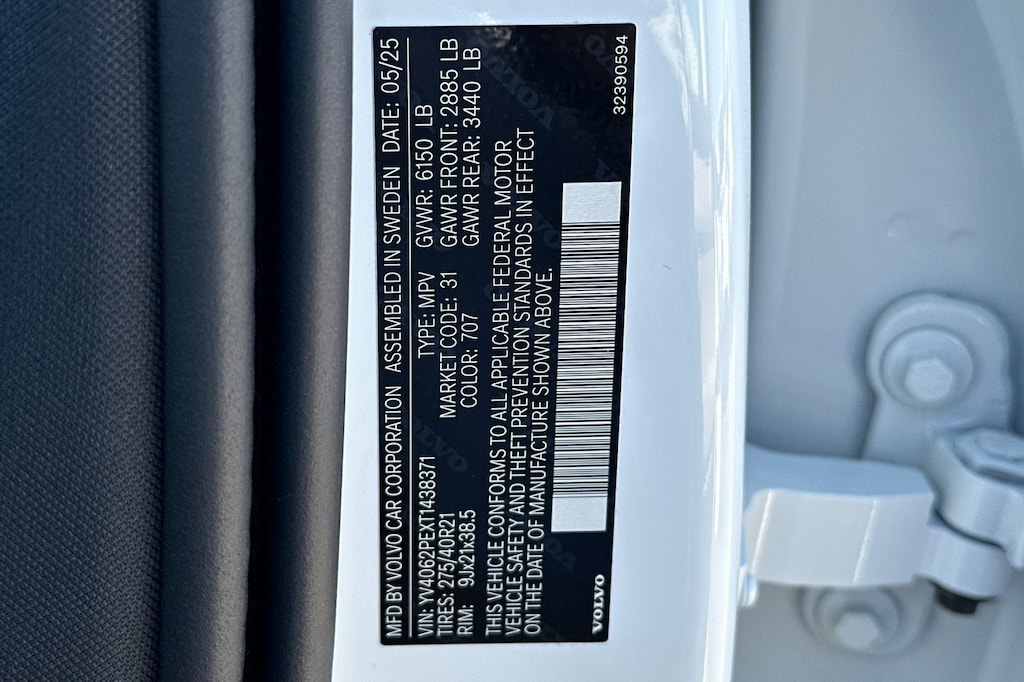 MFD BY VOLVO CAR CORPORATION ASSEMBLED IN SWEDEN DATE: 05/25
VIN: YV4062PEXT1438371 TYPE: MPV GVWR: 6150 LB
TIRES: 275/40R21 MARKET CODE: 31 GAWR FRONT: 2885 LB
RIM: 9Jx21x38.5 COLOR: 707 GAWR REAR: 3440 LB
THIS VEHICLE CONFORMS TO ALL APPLICABLE FEDERAL MOTOR
VEHICLE SAFETY AND THEFT PREVENTION STANDARDS IN EFFECT
ON THE DATE OF MANUFACTURE SHOWN ABOVE.
VOLVO 32390594